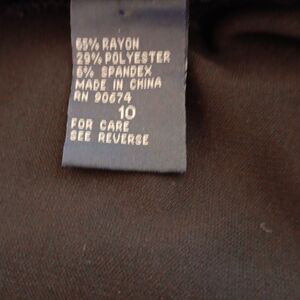 65% RAYON
29% POLYESTER
6% SPANDEX
MADE IN CHINA
RN 90674
10
FOR CARE
SEE REVERSE